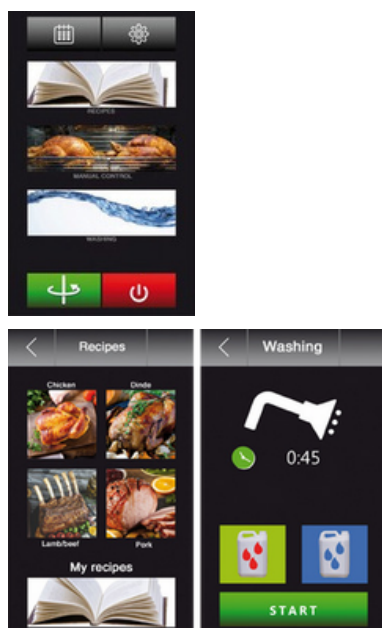 RECIPES
MANUAL CONTROL
WASHING
Recipes
Chicken Dinde
Lamb/beef Pork
My recipes
Washing
0:45
START